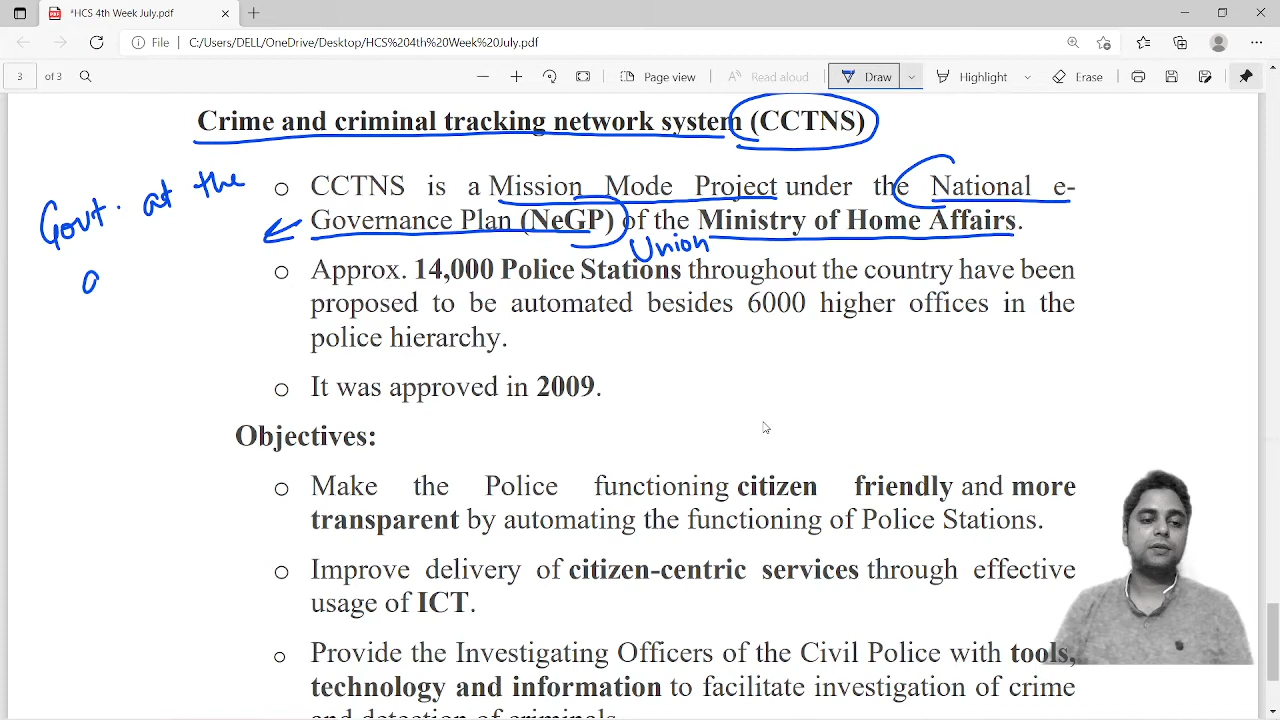 *HCS 4th Week July.pdf
File
C:/Users/DELL/OneDrive/Desktop/HCS%204th%20Week%20July.pdf
3 of 3
Page view
Read aloud
Draw
Highlight
Erase
Crime and criminal tracking network system (CCTNS)
Govt. at the
a
CCTNS is a Mission Mode Project under the National e-
Governance Plan (NeGP) of the Ministry of Home Affairs.
Union
Approx. 14,000 Police Stations throughout the country have been
proposed to be automated besides 6000 higher offices in the
police hierarchy.
It was approved in 2009.
Objectives:
Make the Police functioning citizen friendly and more
transparent by automating the functioning of Police Stations.
Improve delivery of citizen-centric services through effective
usage of ICT.
Provide the Investigating Officers of the Civil Police with tools,
technology and information to facilitate investigation of crime
and detection of criminals